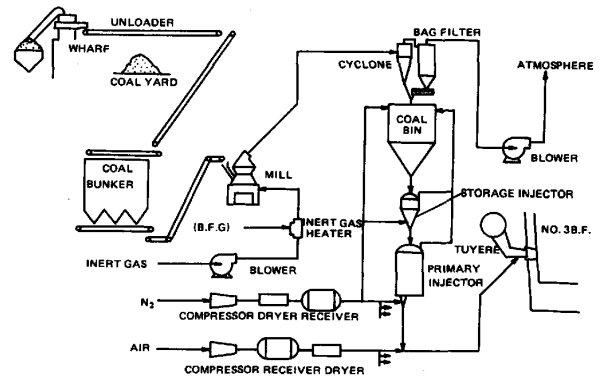 UNLOADER
WHARF
COAL YARD
BAG FILTER
CYCLONE
ATMOSPHERE
COAL
BIN
BLOWER
COAL
BUNKER
MILL
STORAGE INJECTOR
(B.F.G)
INERT GAS
HEATER
NO. 3B.F.
TUYERE
INERT GAS
BLOWER
PRIMARY
INJECTOR
N2
COMPRESSOR DRYER RECEIVER
AIR
COMPRESSOR RECEIVER DRYER